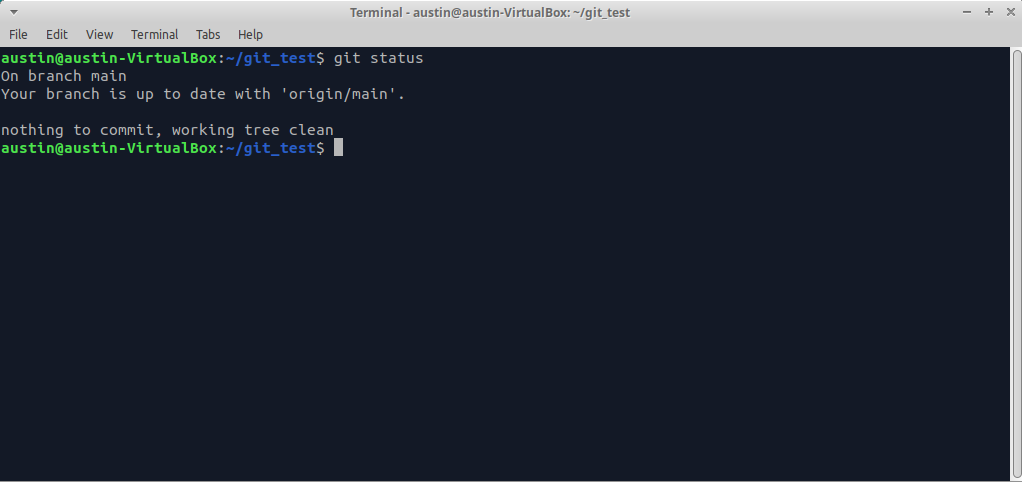 Terminal - austin@austin-VirtualBox: ~/git_test
File Edit View Terminal Tabs Help
austin@austin-VirtualBox:~/git_test$ git status
On branch main
Your branch is up to date with 'origin/main'.
nothing to commit, working tree clean
austin@austin-VirtualBox:~/git_test$